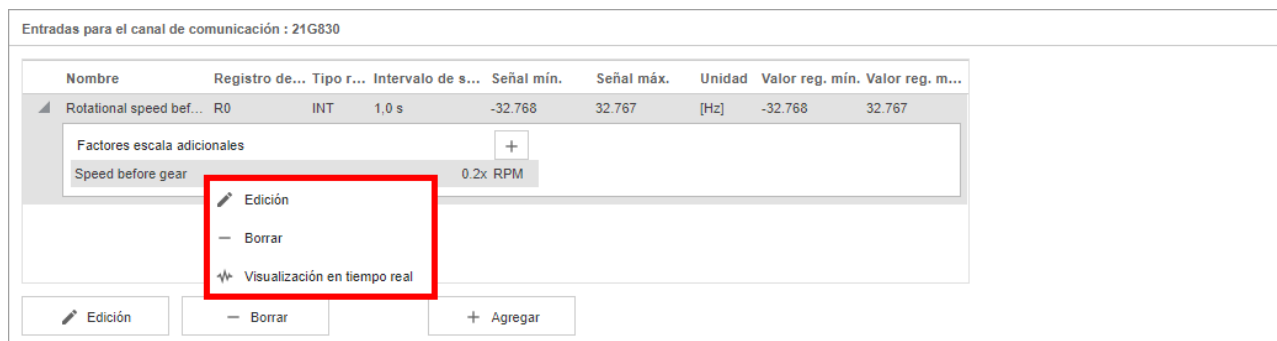 Entradas para el canal de comunicación : 21G830
Nombre Registro de... Tipo r... Intervalo de s... Señal mín. Señal máx. Unidad Valor reg. mín. Valor reg. m...
Rotational speed bef... R0 INT 1,0 s -32.768 32.767 [Hz] -32.768 32.767
Factores escala adicionales +
Speed before gear 0.2x RPM
Edición
Borrar
Visualización en tiempo real
Edición Borrar + Agregar